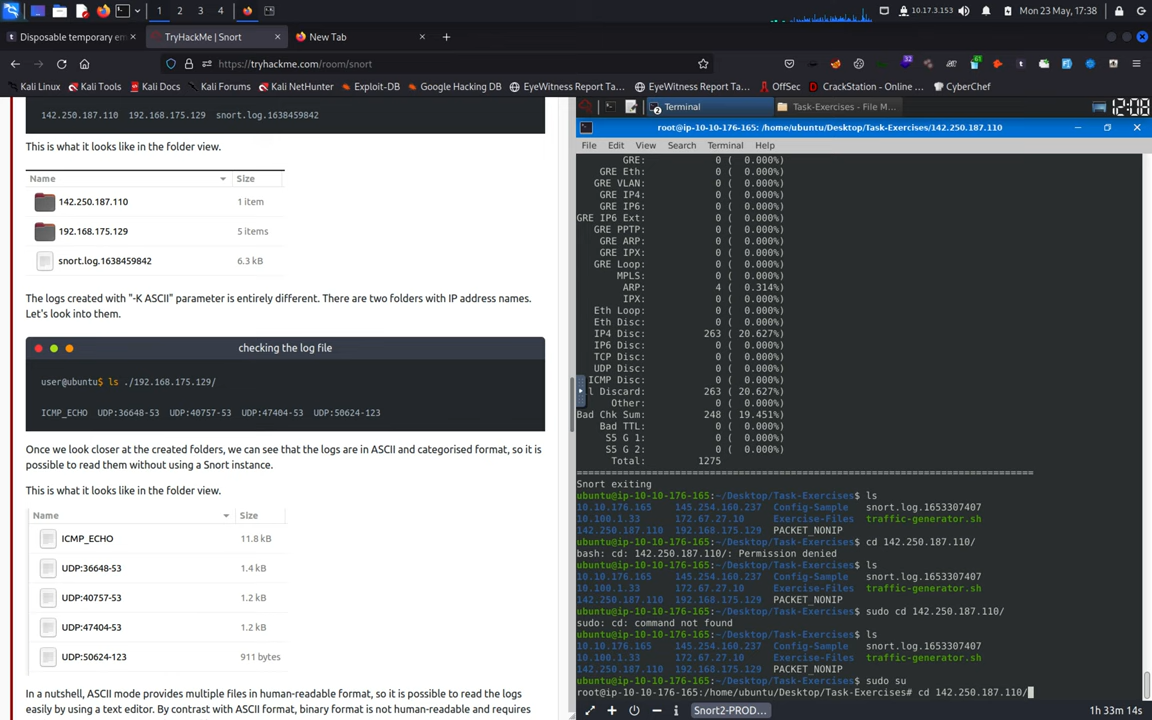 1 2 3 4 10.17.3.153 Mon 23 May, 17:38
Disposable temporary em TryHackMe | Snort New Tab
https://tryhackme.com/room/snort
Kali Linux Kali Tools Kali Docs Kali Forums Kali NetHunter Exploit-DB Google Hacking DB EyeWitness Report EyeWitness Report OffSec CrackStation - Online ... CyberChef
142.250.187.110 192.168.175.129 snort.log.1638459842
This is what it looks like in the folder view.
Name Size
142.250.187.110 1 item
192.168.175.129 5 items
snort.log.1638459842 6.3 kB
The logs created with "-K ASCII" parameter is entirely different. There are two folders with IP address names.
Let's look into them.
checking the log file
user@ubuntu$ ls ./192.168.175.129/
ICMP_ECHO UDP:36648-53 UDP:40757-53 UDP:47404-53 UDP:50624-123
Once we look closer at the created folders, we can see that the logs are in ASCII and categorised format, so it is
possible to read them without using a Snort instance.
This is what it looks like in the folder view.
Name Size
ICMP_ECHO 11.8 kB
UDP:36648-53 1.4 kB
UDP:40757-53 1.2 kB
UDP:47404-53 1.2 kB
UDP:50624-123 911 bytes
In a nutshell, ASCII mode provides multiple files in human-readable format, so it is possible to read the logs
easily by using a text editor. By contrast with ASCII format, binary format is not human-readable and requires
Terminal Task-Exercises - File M... 12:08
root@ip-10-10-176-165: /home/ubuntu/Desktop/Task-Exercises/142.250.187.110
File Edit View Search Terminal Help
GRE: 0 ( 0.000%)
GRE Eth: 0 ( 0.000%)
GRE VLAN: 0 ( 0.000%)
GRE IP4: 0 ( 0.000%)
GRE IP6: 0 ( 0.000%)
GRE IP6 Ext: 0 ( 0.000%)
GRE PPTP: 0 ( 0.000%)
GRE ARP: 0 ( 0.000%)
GRE IPX: 0 ( 0.000%)
GRE Loop: 0 ( 0.000%)
MPLS: 0 ( 0.000%)
ARP: 4 ( 0.314%)
IPX: 0 ( 0.000%)
Eth Loop: 0 ( 0.000%)
Eth Disc: 0 ( 0.000%)
IP4 Disc: 263 ( 20.627%)
IP6 Disc: 0 ( 0.000%)
TCP Disc: 0 ( 0.000%)
UDP Disc: 0 ( 0.000%)
ICMP Disc: 0 ( 0.000%)
l Discard: 263 ( 20.627%)
Other: 0 ( 0.000%)
Bad Chk Sum: 248 ( 19.451%)
Bad TTL: 0 ( 0.000%)
S5 G 1: 0 ( 0.000%)
S5 G 2: 0 ( 0.000%)
Total: 1275
===============================================================================
Snort exiting
ubuntu@ip-10-10-176-165:~/Desktop/Task-Exercises$ ls
10.10.176.165 145.254.160.237 Config-Sample snort.log.1653307407
10.100.1.33 172.67.27.10 Exercise-Files traffic-generator.sh
142.250.187.110 192.168.175.129 PACKET_NONIP
ubuntu@ip-10-10-176-165:~/Desktop/Task-Exercises$ cd 142.250.187.110/
bash: cd: 142.250.187.110/: Permission denied
ubuntu@ip-10-10-176-165:~/Desktop/Task-Exercises$ ls
10.10.176.165 145.254.160.237 Config-Sample snort.log.1653307407
10.100.1.33 172.67.27.10 Exercise-Files traffic-generator.sh
142.250.187.110 192.168.175.129 PACKET_NONIP
ubuntu@ip-10-10-176-165:~/Desktop/Task-Exercises$ sudo cd 142.250.187.110/
sudo: cd: command not found
ubuntu@ip-10-10-176-165:~/Desktop/Task-Exercises$ ls
10.10.176.165 145.254.160.237 Config-Sample snort.log.1653307407
10.100.1.33 172.67.27.10 Exercise-Files traffic-generator.sh
142.250.187.110 192.168.175.129 PACKET_NONIP
ubuntu@ip-10-10-176-165:~/Desktop/Task-Exercises$ sudo su
root@ip-10-10-176-165:/home/ubuntu/Desktop/Task-Exercises# cd 142.250.187.110/
Snort2-PROD... 1h 33m 14s